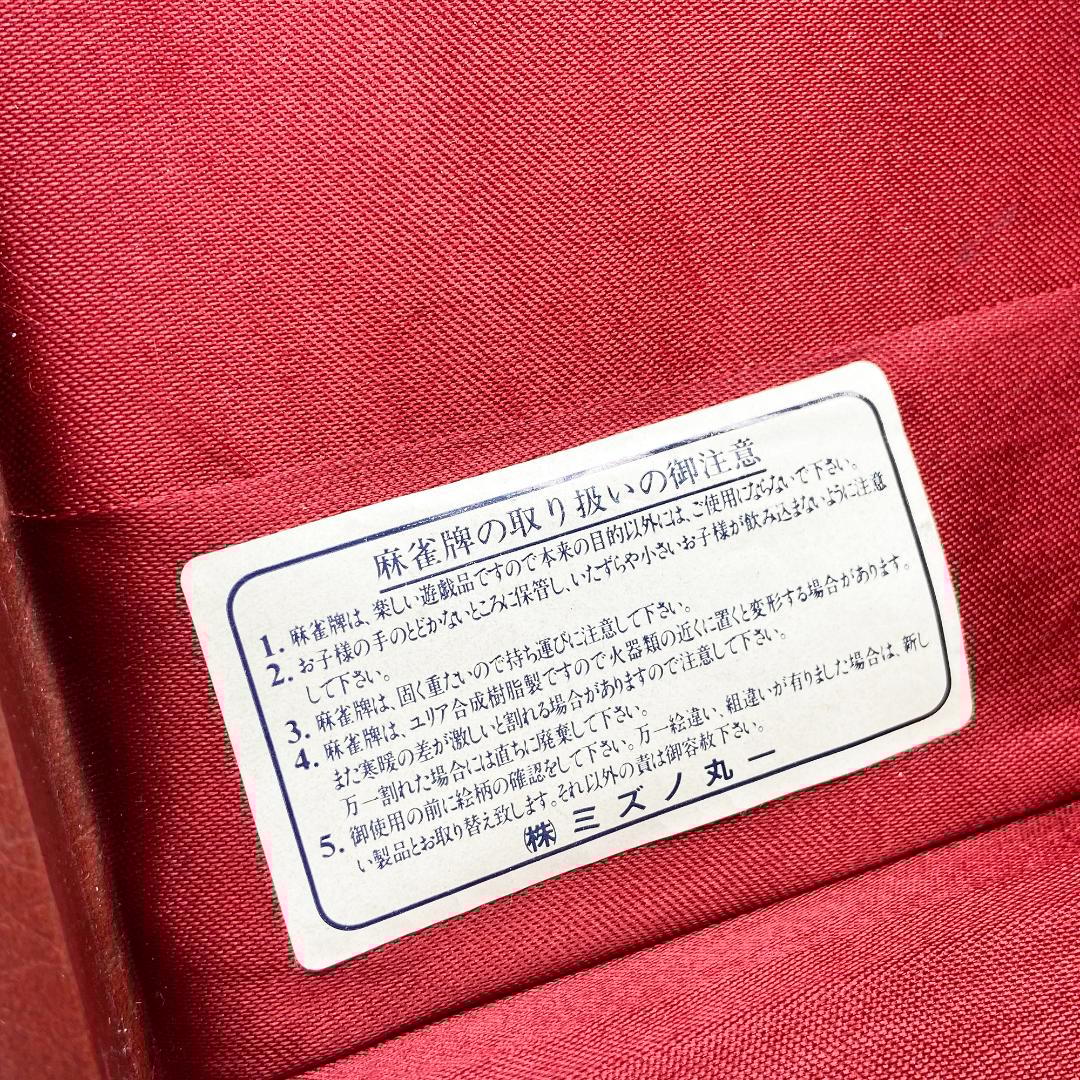 麻雀牌の取り扱いの御注意
1. 麻雀牌は、楽しい遊戯品ですので本来の目的以外には、ご使用にならないで下さい。
2. お子様の手のとどかないところに保管し、いたずらや小さいお子様が飲み込まないように注意
して下さい。
3. 麻雀牌は、固く重たいので持ち運びに注意して下さい。
4. 麻雀牌は、ユリア合成樹脂製ですので火器類の近くに置くと変形する場合があります。
また寒暖の差が激しいと割れる場合がありますので注意して下さい。
万一割れた場合には直ちに廃棄して下さい。
5. 御使用の前に絵柄の確認をして下さい。万一絵違い、組違いが有りました場合は、新し
い製品とお取り替え致します。それ以外の責は御容赦下さい。
㈱ミズノ丸一